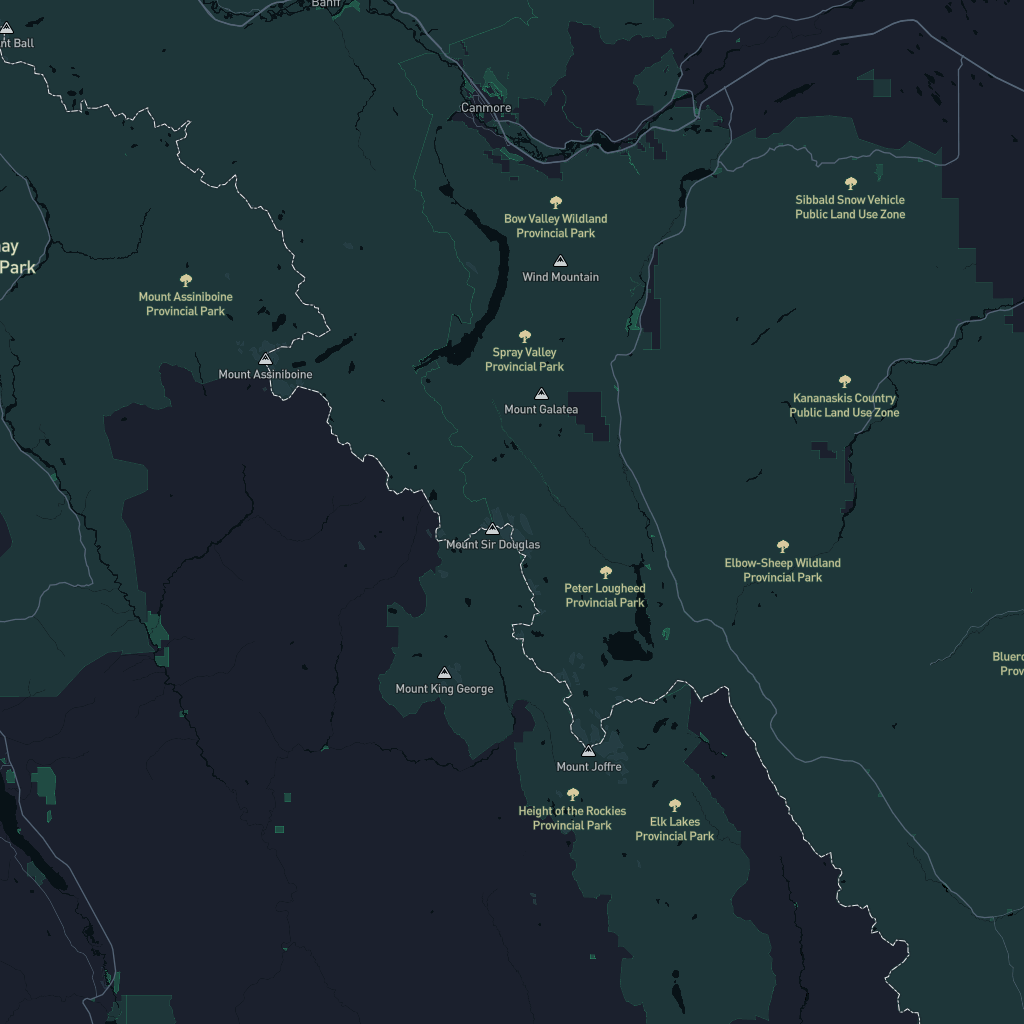 Banff
nt Ball
Canmore
Sibbald Snow Vehicle
Public Land Use Zone
Bow Valley Wildland
Provincial Park
ay
Park
Wind Mountain
Mount Assiniboine
Provincial Park
Spray Valley
Provincial Park
Mount Assiniboine
Kananaskis Country
Public Land Use Zone
Mount Galatea
Mount Sir Douglas
Elbow-Sheep Wildland
Provincial Park
Peter Lougheed
Provincial Park
Bluero
Prov
Mount King George
Mount Joffre
Height of the Rockies
Provincial Park
Elk Lakes
Provincial Park